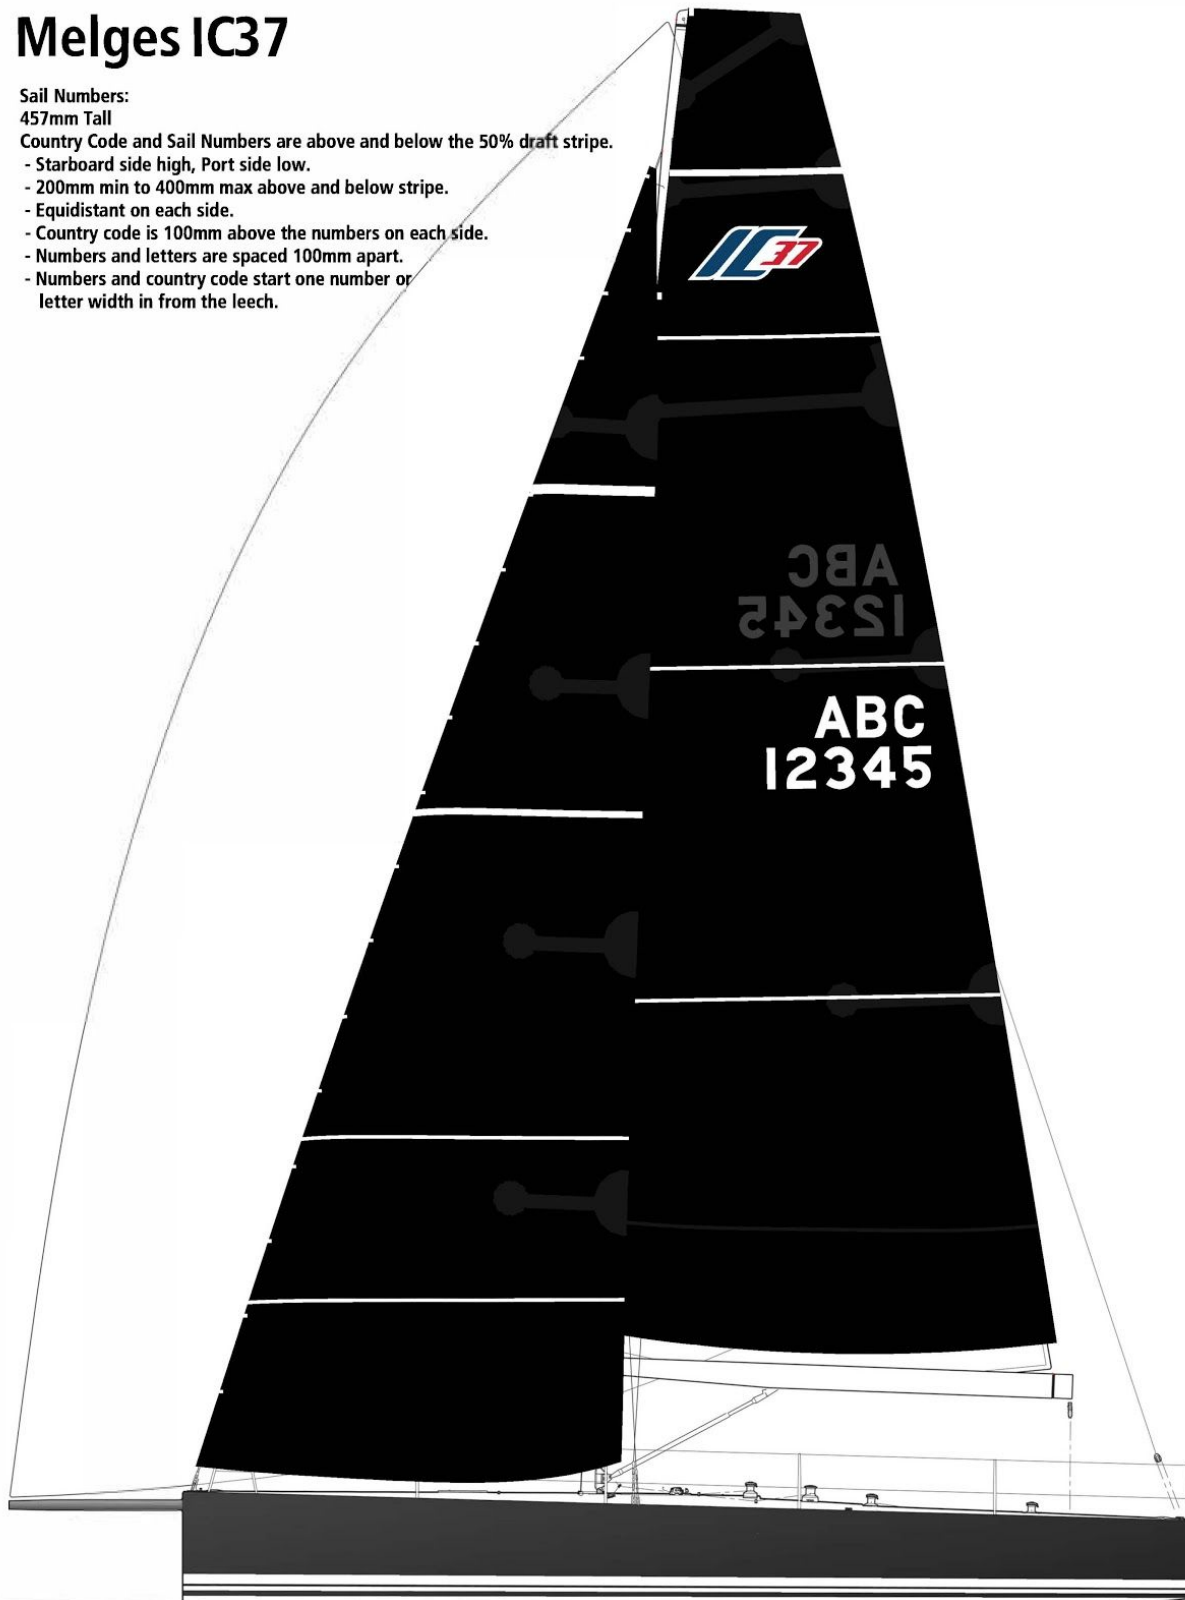 Melges IC37
Sail Numbers:
457mm Tall
Country Code and Sail Numbers are above and below the 50% draft stripe.
- Starboard side high, Port side low.
- 200mm min to 400mm max above and below stripe.
- Equidistant on each side.
- Country code is 100mm above the numbers on each side.
- Numbers and letters are spaced 100mm apart.
- Numbers and country code start one number or
letter width in from the leech.
IC37
ABC
12345
ABC
12345